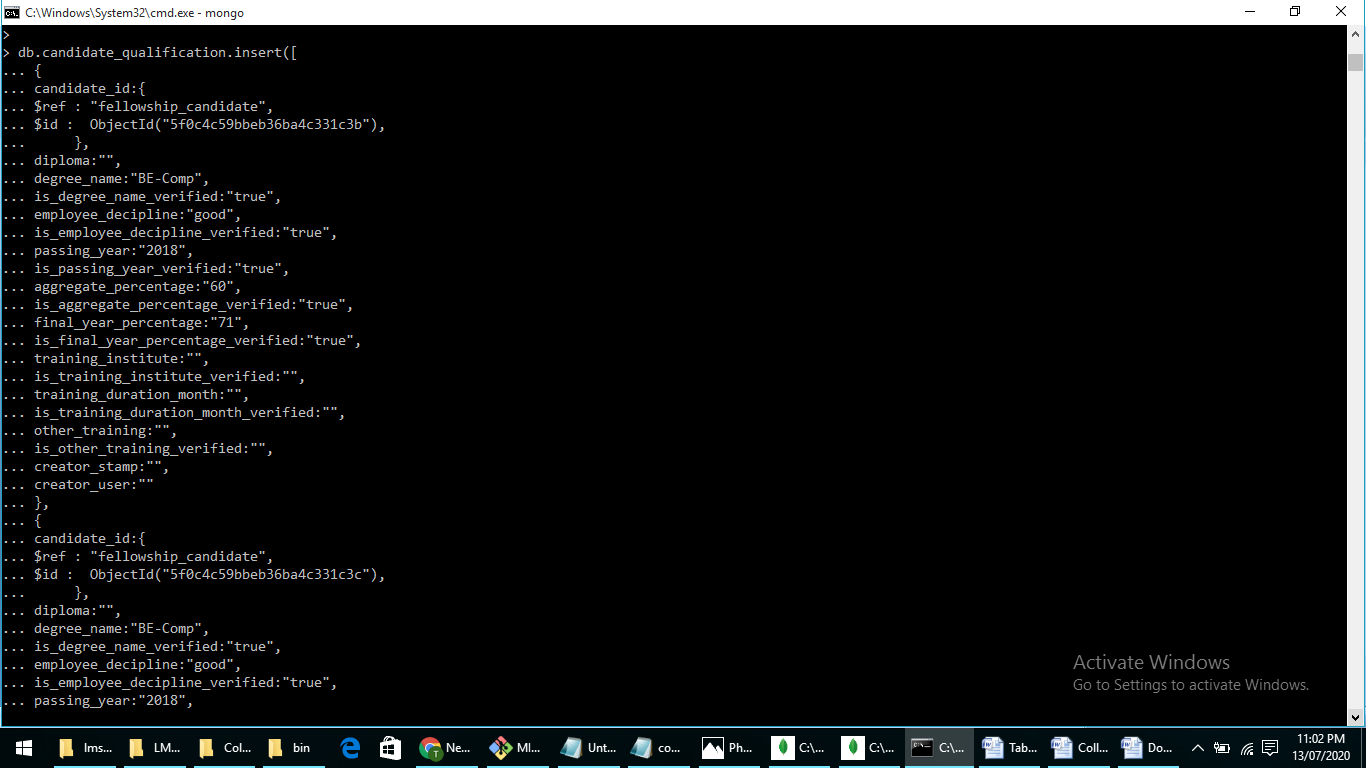 C:\Windows\System32\cmd.exe - mongo
>
> db.candidate_qualification.insert([
... {
... candidate_id:{
... $ref : "fellowship_candidate",
... $id :  ObjectId("5f0c4c59bbeb36ba4c331c3b"),
...      },
... diploma:"",
... degree_name:"BE-Comp",
... is_degree_name_verified:"true",
... employee_decipline:"good",
... is_employee_decipline_verified:"true",
... passing_year:"2018",
... is_passing_year_verified:"true",
... aggregate_percentage:"60",
... is_aggregate_percentage_verified:"true",
... final_year_percentage:"71",
... is_final_year_percentage_verified:"true",
... training_institute:"",
... is_training_institute_verified:"",
... training_duration_month:"",
... is_training_duration_month_verified:"",
... other_training:"",
... is_other_training_verified:"",
... creator_stamp:"",
... creator_user:""
... },
... {
... candidate_id:{
... $ref : "fellowship_candidate",
... $id :  ObjectId("5f0c4c59bbeb36ba4c331c3c"),
...      },
... diploma:"",
... degree_name:"BE-Comp",
... is_degree_name_verified:"true",
... employee_decipline:"good",
... is_employee_decipline_verified:"true",
... passing_year:"2018",
Activate Windows
Go to Settings to activate Windows.
Ims... LM... Col... bin Ne... MI... Unt... co... Ph... C:\... C:\... C:\... Tab... Coll... Do...
11:02 PM
13/07/2020